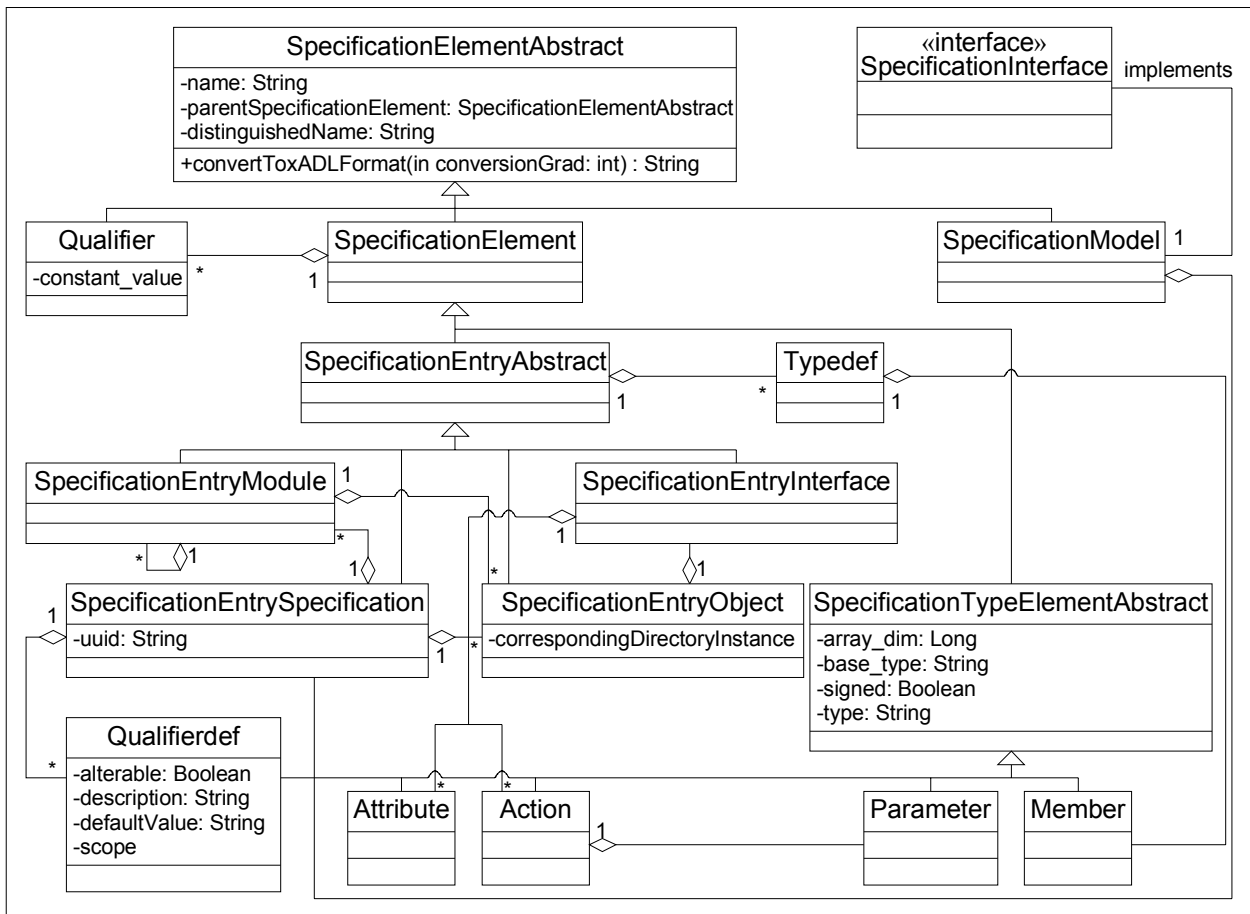 SpecificationElementAbstract
-name: String
-parentSpecificationElement: SpecificationElementAbstract
-distinguishedName: String
+convertToxADLFormat(in conversionGrad: int) : String
«interface»
SpecificationInterface
implements
Qualifier
-constant_value
*
1
SpecificationElement
SpecificationModel
1
SpecificationEntryAbstract
1
*
Typedef
1
SpecificationEntryModule
1
*
1
*
1
SpecificationEntryInterface
1
1
*
SpecificationEntrySpecification
-uuid: String
1
1
*
SpecificationEntryObject
-correspondingDirectoryInstance
SpecificationTypeElementAbstract
-array_dim: Long
-base_type: String
-signed: Boolean
-type: String
Qualifierdef
-alterable: Boolean
-description: String
-defaultValue: String
-scope
*
*
*
Attribute
Action
1
Parameter
Member